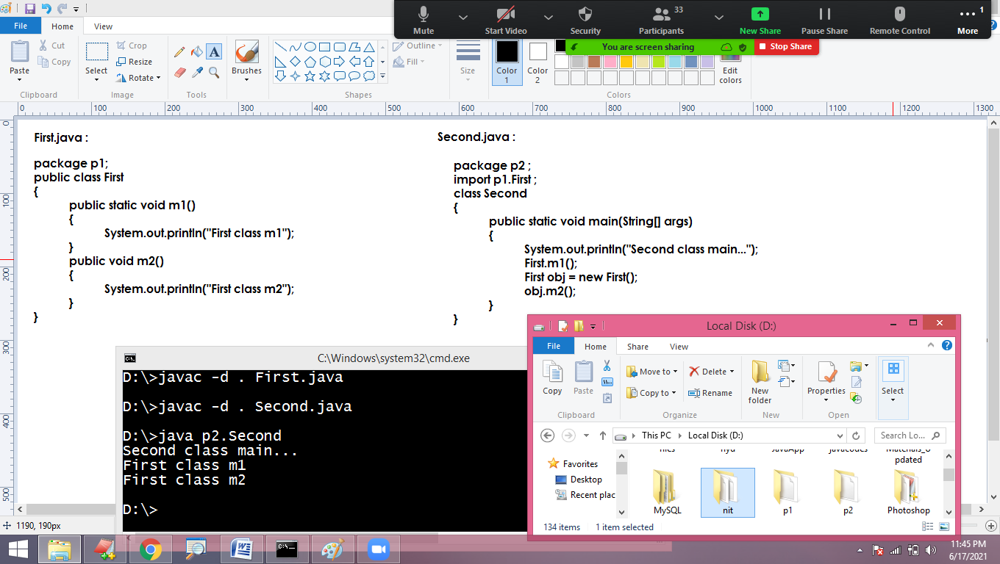 33
1
Mute
Start Video
Security
Participants
New Share
Pause Share
Remote Control
More
You are screen sharing
Stop Share
File
Home
View
Paste
Cut
Copy
Clipboard
Select
Crop
Resize
Rotate
Image
A
Tools
Brushes
Shapes
Outline
Fill
Size
Color
1
Color
2
Edit
colors
Colors
0 100 200 300 400 500 600 700 800 900 1000 1100 1200 1300
0
100
200
300
400
500
First.java :
package p1;
public class First
{
public static void m1()
{
System.out.println("First class m1");
}
public void m2()
{
System.out.println("First class m2");
}
}
Second.java :
package p2 ;
import p1.First ;
class Second
{
public static void main(String[] args)
{
System.out.println("Second class main...");
First.m1();
First obj = new First();
obj.m2();
}
}
C:\Windows\system32\cmd.exe
D:\>javac -d . First.java
D:\>javac -d . Second.java
D:\>java p2.Second
Second class main...
First class m1
First class m2
D:\>
Local Disk (D:)
File
Home
Share
View
Copy
Paste
Clipboard
Move to
Copy to
Delete
Rename
Organize
New
folder
New
Properties
Open
Select
This PC
Local Disk (D:)
Search Lo...
Favorites
Desktop
Recent plac
pdated
MySQL
nit
p1
p2
Photoshop
134 items
1 item selected
1190, 190px
11:45 PM
6/17/2021